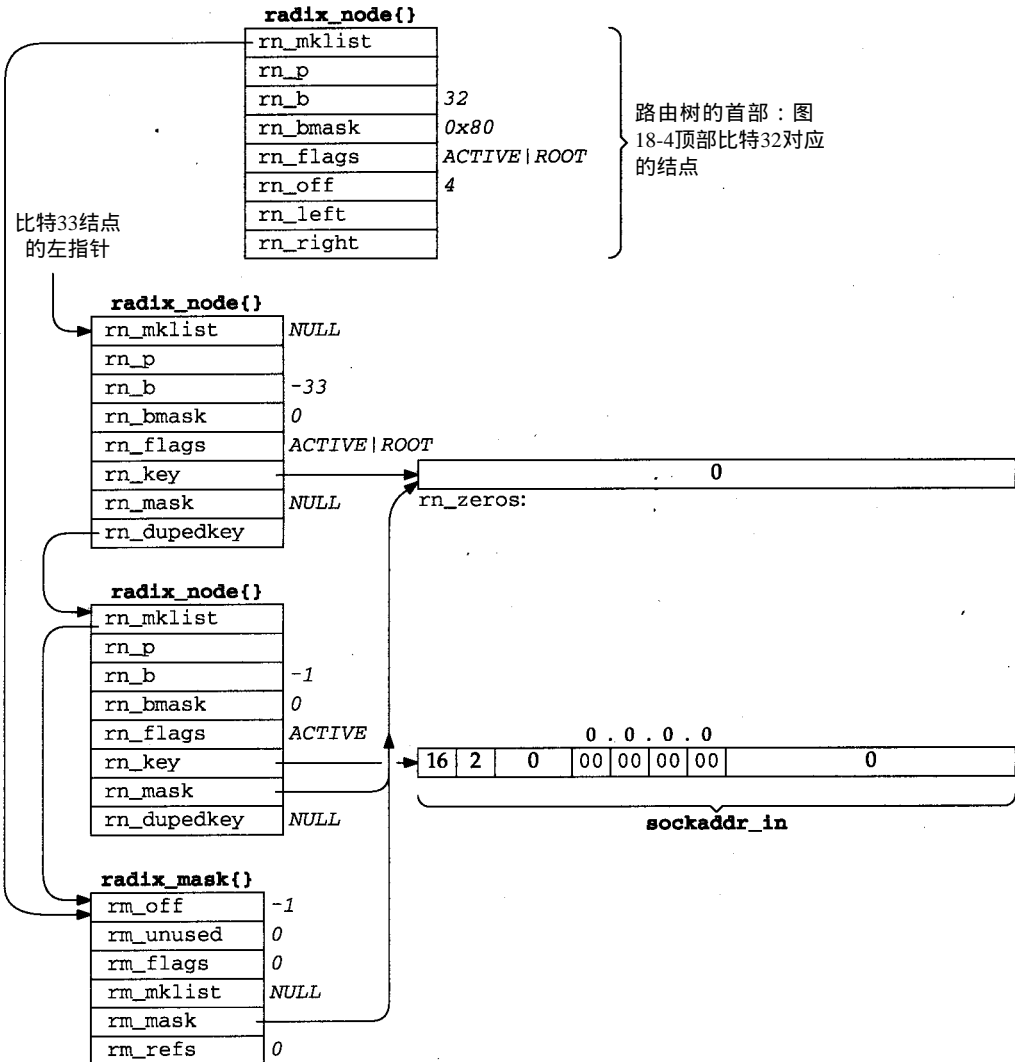 radix_node{}
rn_mklist
rn_p
rn_b 32
rn_bmask 0x80
rn_flags ACTIVE|ROOT
rn_off 4
rn_left
rn_right
路由树的首部：图
18-4顶部比特32对应
的结点
比特33结点
的左指针
radix_node{}
rn_mklist NULL
rn_p
rn_b -33
rn_bmask 0
rn_flags ACTIVE|ROOT
rn_key
rn_mask NULL
rn_dupedkey
0
rn_zeros:
radix_node{}
rn_mklist
rn_p
rn_b -1
rn_bmask 0
rn_flags ACTIVE
rn_key
rn_mask
rn_dupedkey NULL
0 . 0 . 0 . 0
16 2 0 00 00 00 00 0
sockaddr_in
radix_mask{}
rm_off -1
rm_unused 0
rm_flags 0
rm_mklist NULL
rm_mask
rm_refs 0